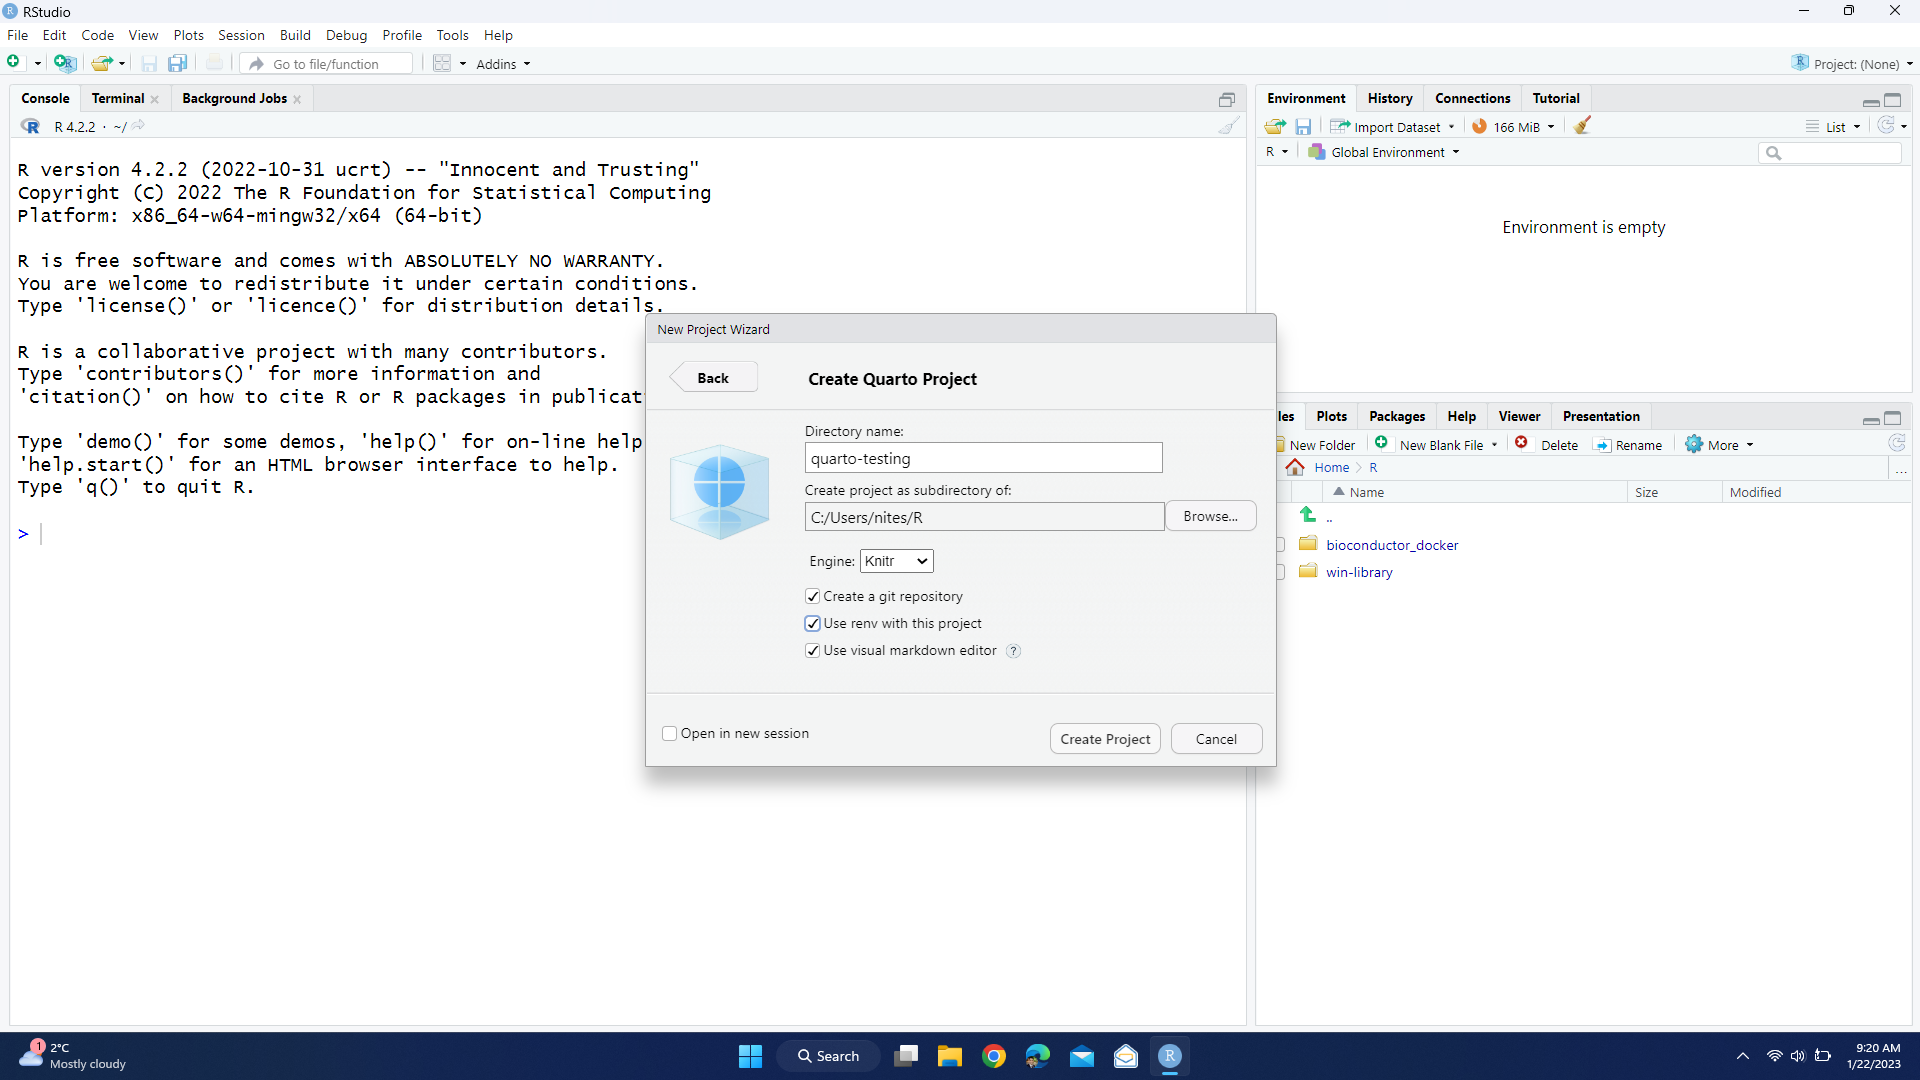 RStudio
File Edit Code View Plots Session Build Debug Profile Tools Help
Go to file/function Addins Project: (None)
Console Terminal Background Jobs
R 4.2.2 · ~/
R version 4.2.2 (2022-10-31 ucrt) -- "Innocent and Trusting"
Copyright (C) 2022 The R Foundation for Statistical Computing
Platform: x86_64-w64-mingw32/x64 (64-bit)
R is free software and comes with ABSOLUTELY NO WARRANTY.
You are welcome to redistribute it under certain conditions.
Type 'license()' or 'licence()' for distribution details.
R is a collaborative project with many contributors.
Type 'contributors()' for more information and
'citation()' on how to cite R or R packages in publicat
Type 'demo()' for some demos, 'help()' for on-line help
'help.start()' for an HTML browser interface to help.
Type 'q()' to quit R.
>
New Project Wizard
Back Create Quarto Project
Directory name:
quarto-testing
Create project as subdirectory of:
C:/Users/nites/R Browse...
Engine: Knitr
Create a git repository
Use renv with this project
Use visual markdown editor ?
Open in new session Create Project Cancel
Environment History Connections Tutorial
Import Dataset 166 MiB List
R Global Environment
Environment is empty
les Plots Packages Help Viewer Presentation
New Folder New Blank File Delete Rename More
Home R ...
Name Size Modified
..
bioconductor_docker
win-library
1
2°C
Mostly cloudy
Search
R
9:20 AM
1/22/2023